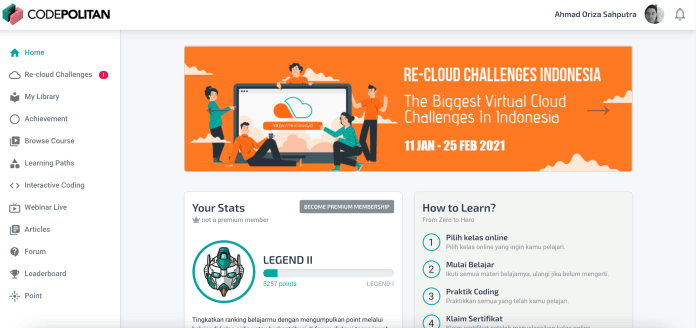 CODEPOLITAN
Ahmad Oriza Sahputra
Home
Re-cloud Challenges
My Library
Achievement
Browse Course
Learning Paths
Interactive Coding
Webinar Live
Articles
Forum
Leaderboard
Point
RE-CLOUD CHALLENGES INDONESIA
The Biggest Virtual Cloud
Challenges In Indonesia
11 JAN - 25 FEB 2021
Your Stats
BECOME PREMIUM MEMBERSHIP
not a premium member
LEGEND II
5257 points
LEGEND I
Tingkatkan ranking belajarmu dengan mengumpulkan point melalui
How to Learn?
From Zero to Hero
1
Pilih kelas online
Pilih kelas online yang ingin kamu pelajari.
2
Mulai Belajar
Ikuti semua materi belajarnya, ulangi jika belum mengerti.
3
Praktik Coding
Praktikkan semua yang telah kamu pelajari.
4
Klaim Sertifikat